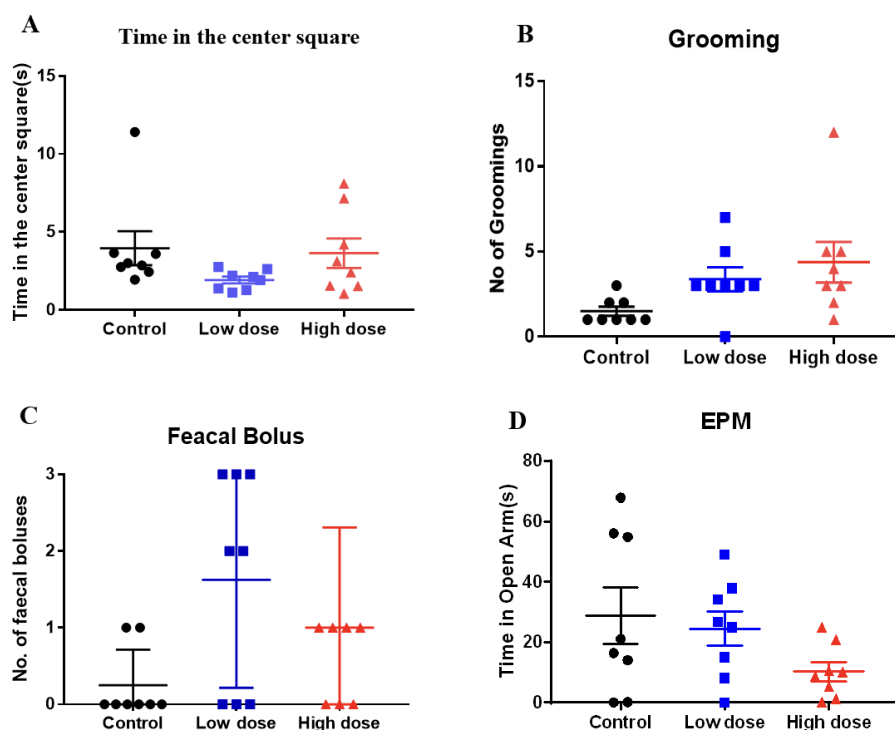 A
Time in the center square
Time in the center square(s)
15
10
5
0
Control Low dose High dose
B
Grooming
No of Groomings
15
10
5
0
Control Low dose High dose
C
Feacal Bolus
No. of faecal boluses
3
2
1
0
Control Low dose High dose
D
EPM
Time in Open Arm(s)
80
60
40
20
0
Control Low dose High dose